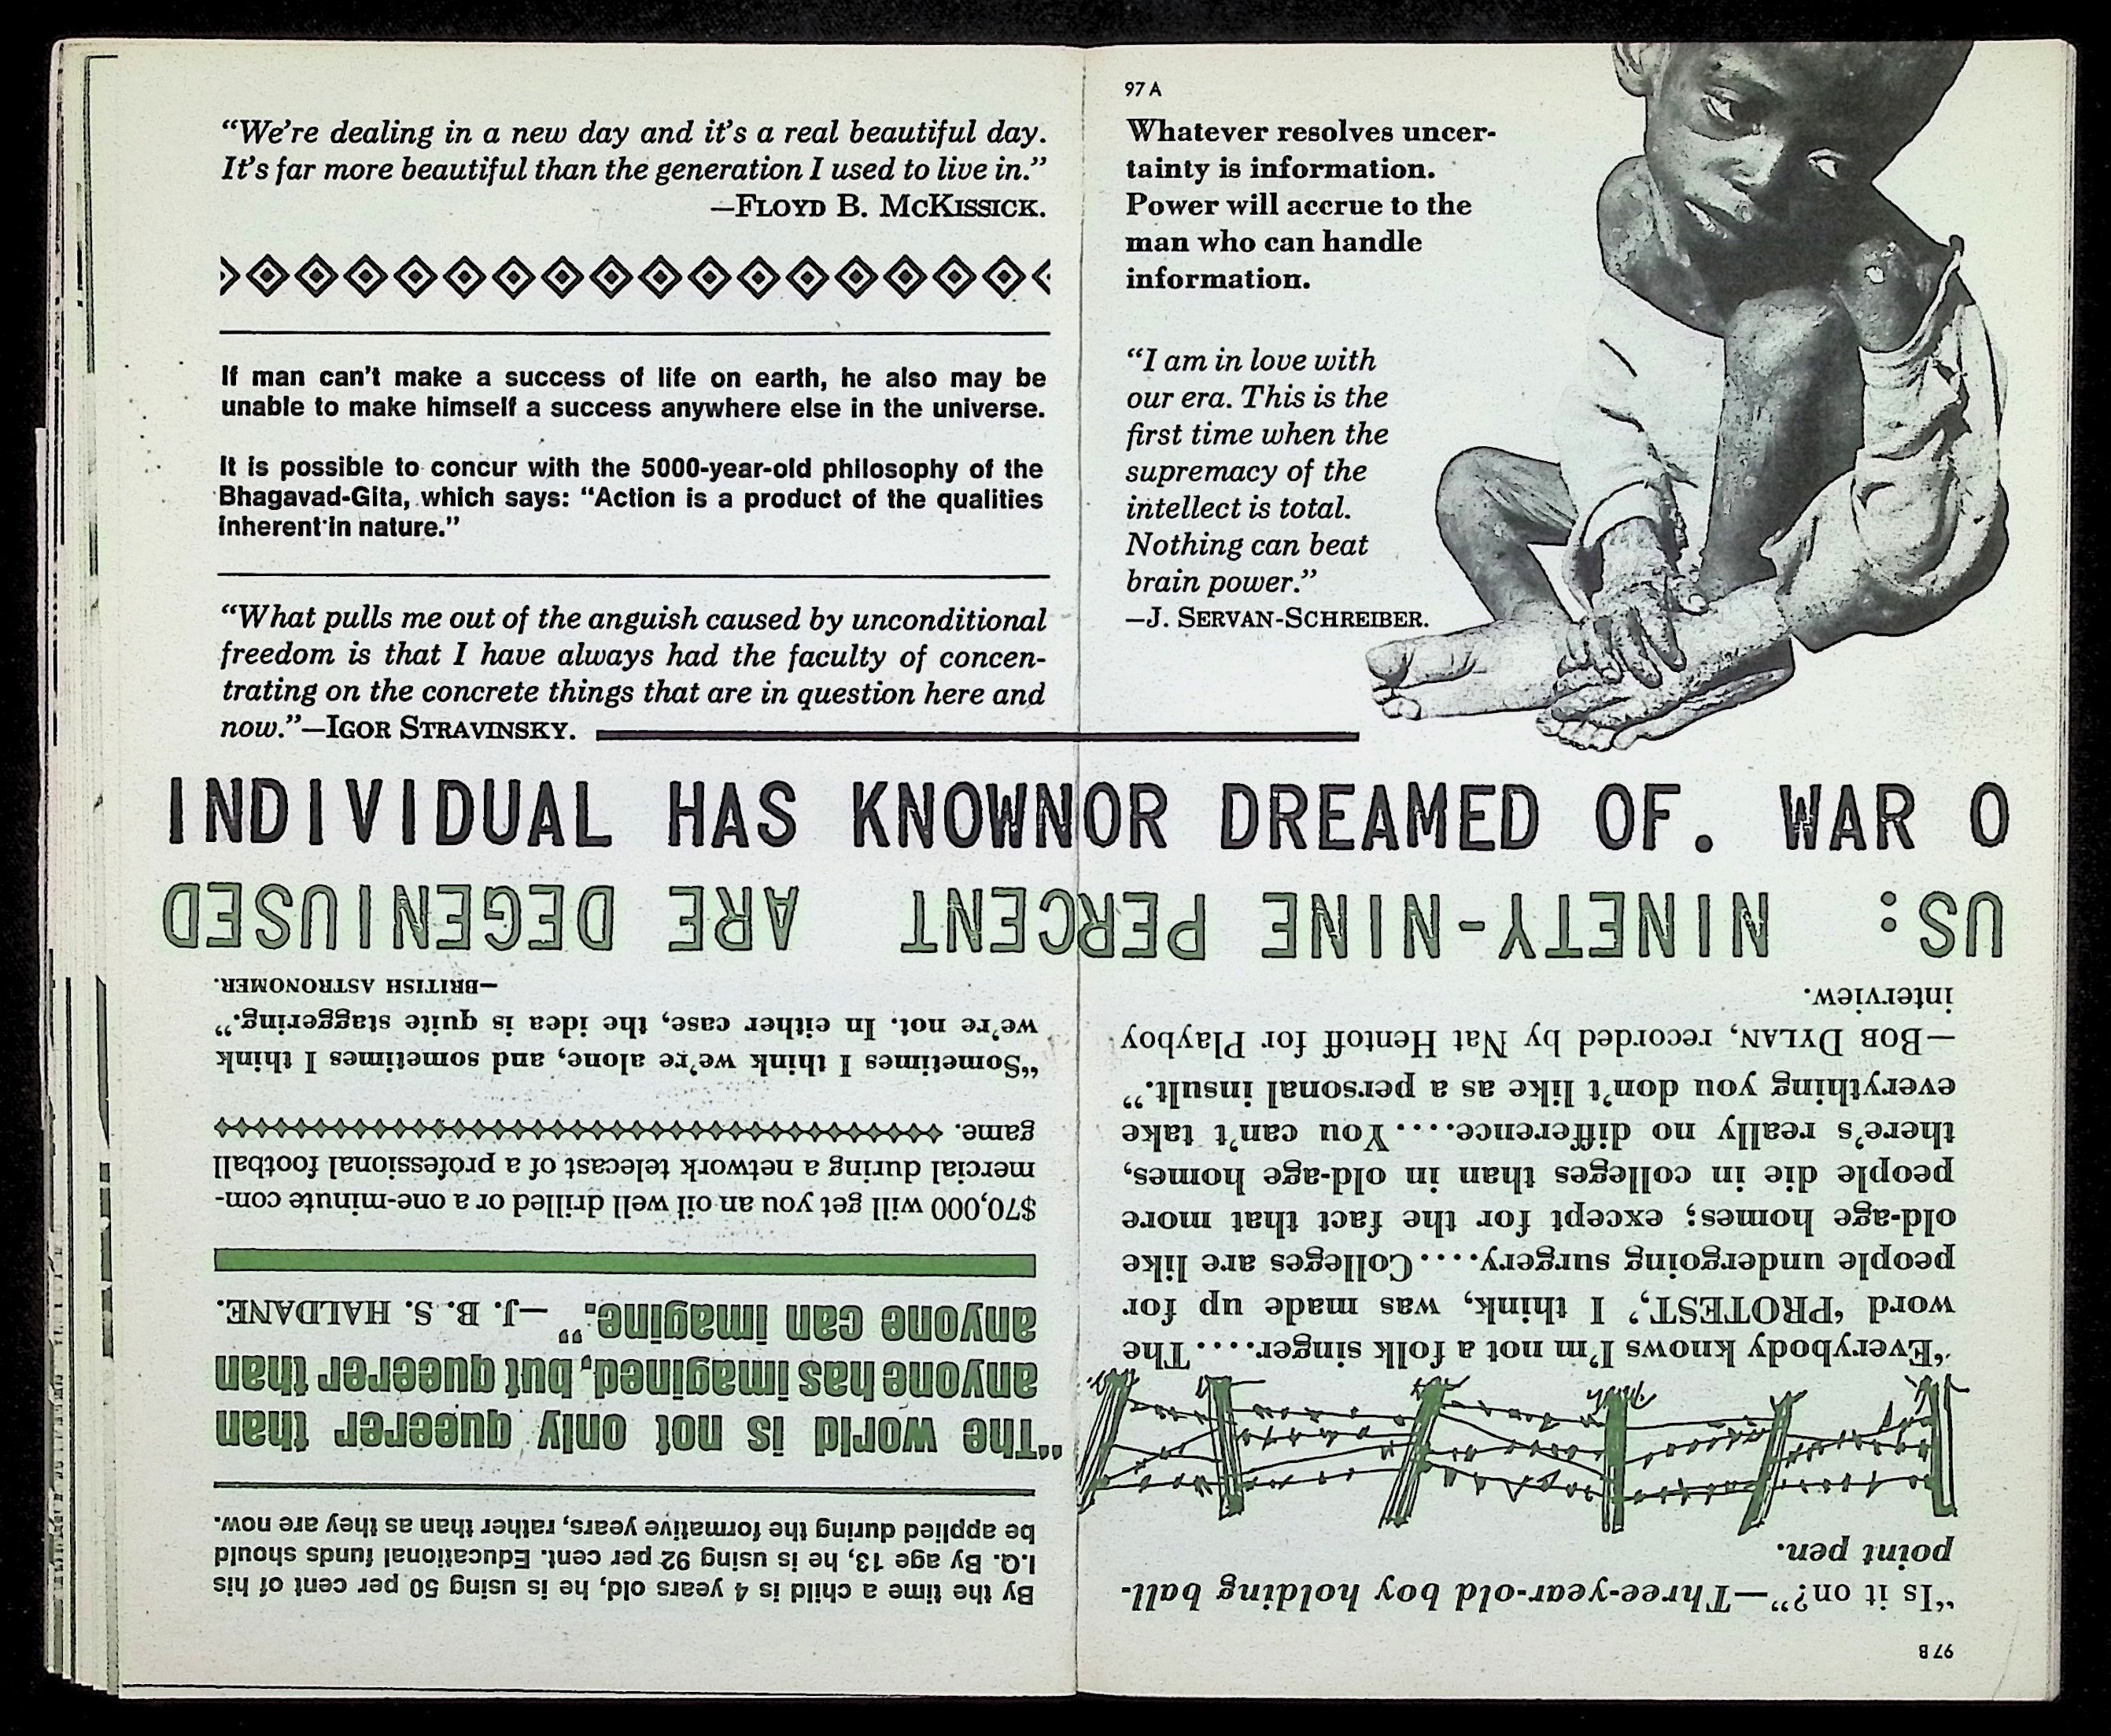 “We’re dealing in a new day and it’s a real beautiful day.
It’s far more beautiful than the generation I used to live in.”
—FLOYD B. MCKISSICK.
If man can’t make a success of life on earth, he also may be
unable to make himself a success anywhere else in the universe.
It is possible to concur with the 5000-year-old philosophy of the
Bhagavad-Gita, which says: “Action is a product of the qualities
inherent in nature.”
“What pulls me out of the anguish caused by unconditional
freedom is that I have always had the faculty of concen-
trating on the concrete things that are in question here and
now.”—IGOR STRAVINSKY.
97 A
Whatever resolves uncer-
tainty is information.
Power will accrue to the
man who can handle
information.
“I am in love with
our era. This is the
first time when the
supremacy of the
intellect is total.
Nothing can beat
brain power.”
—J. SERVAN-SCHREIBER.
INDIVIDUAL HAS KNOWNOR DREAMED OF. WAR O
US: NINETY-NINE PERCENT ARE DEGENIUSED
97 B
“Is it on?”—Three-year-old boy holding ball-
point pen.
“Everybody knows I’m not a folk singer.... The
word ‘PROTEST,’ I think, was made up for
people undergoing surgery.... Colleges are like
old-age homes; except for the fact that more
people die in colleges than in old-age homes,
there’s really no difference.... You can’t take
everything you don’t like as a personal insult.”
—BOB DYLAN, recorded by Nat Hentoff for Playboy
interview.
By the time a child is 4 years old, he is using 50 per cent of his
I.Q. By age 13, he is using 92 per cent. Educational funds should
be applied during the formative years, rather than as they are now.
“The world is not only queerer than
anyone has imagined, but queerer than
anyone can imagine.” —J. B. S. HALDANE.
$70,000 will get you an oil well drilled or a one-minute com-
mercial during a network telecast of a professional football
game.
“Sometimes I think we’re alone, and sometimes I think
we’re not. In either case, the idea is quite staggering.”
—BRITISH ASTRONOMER.